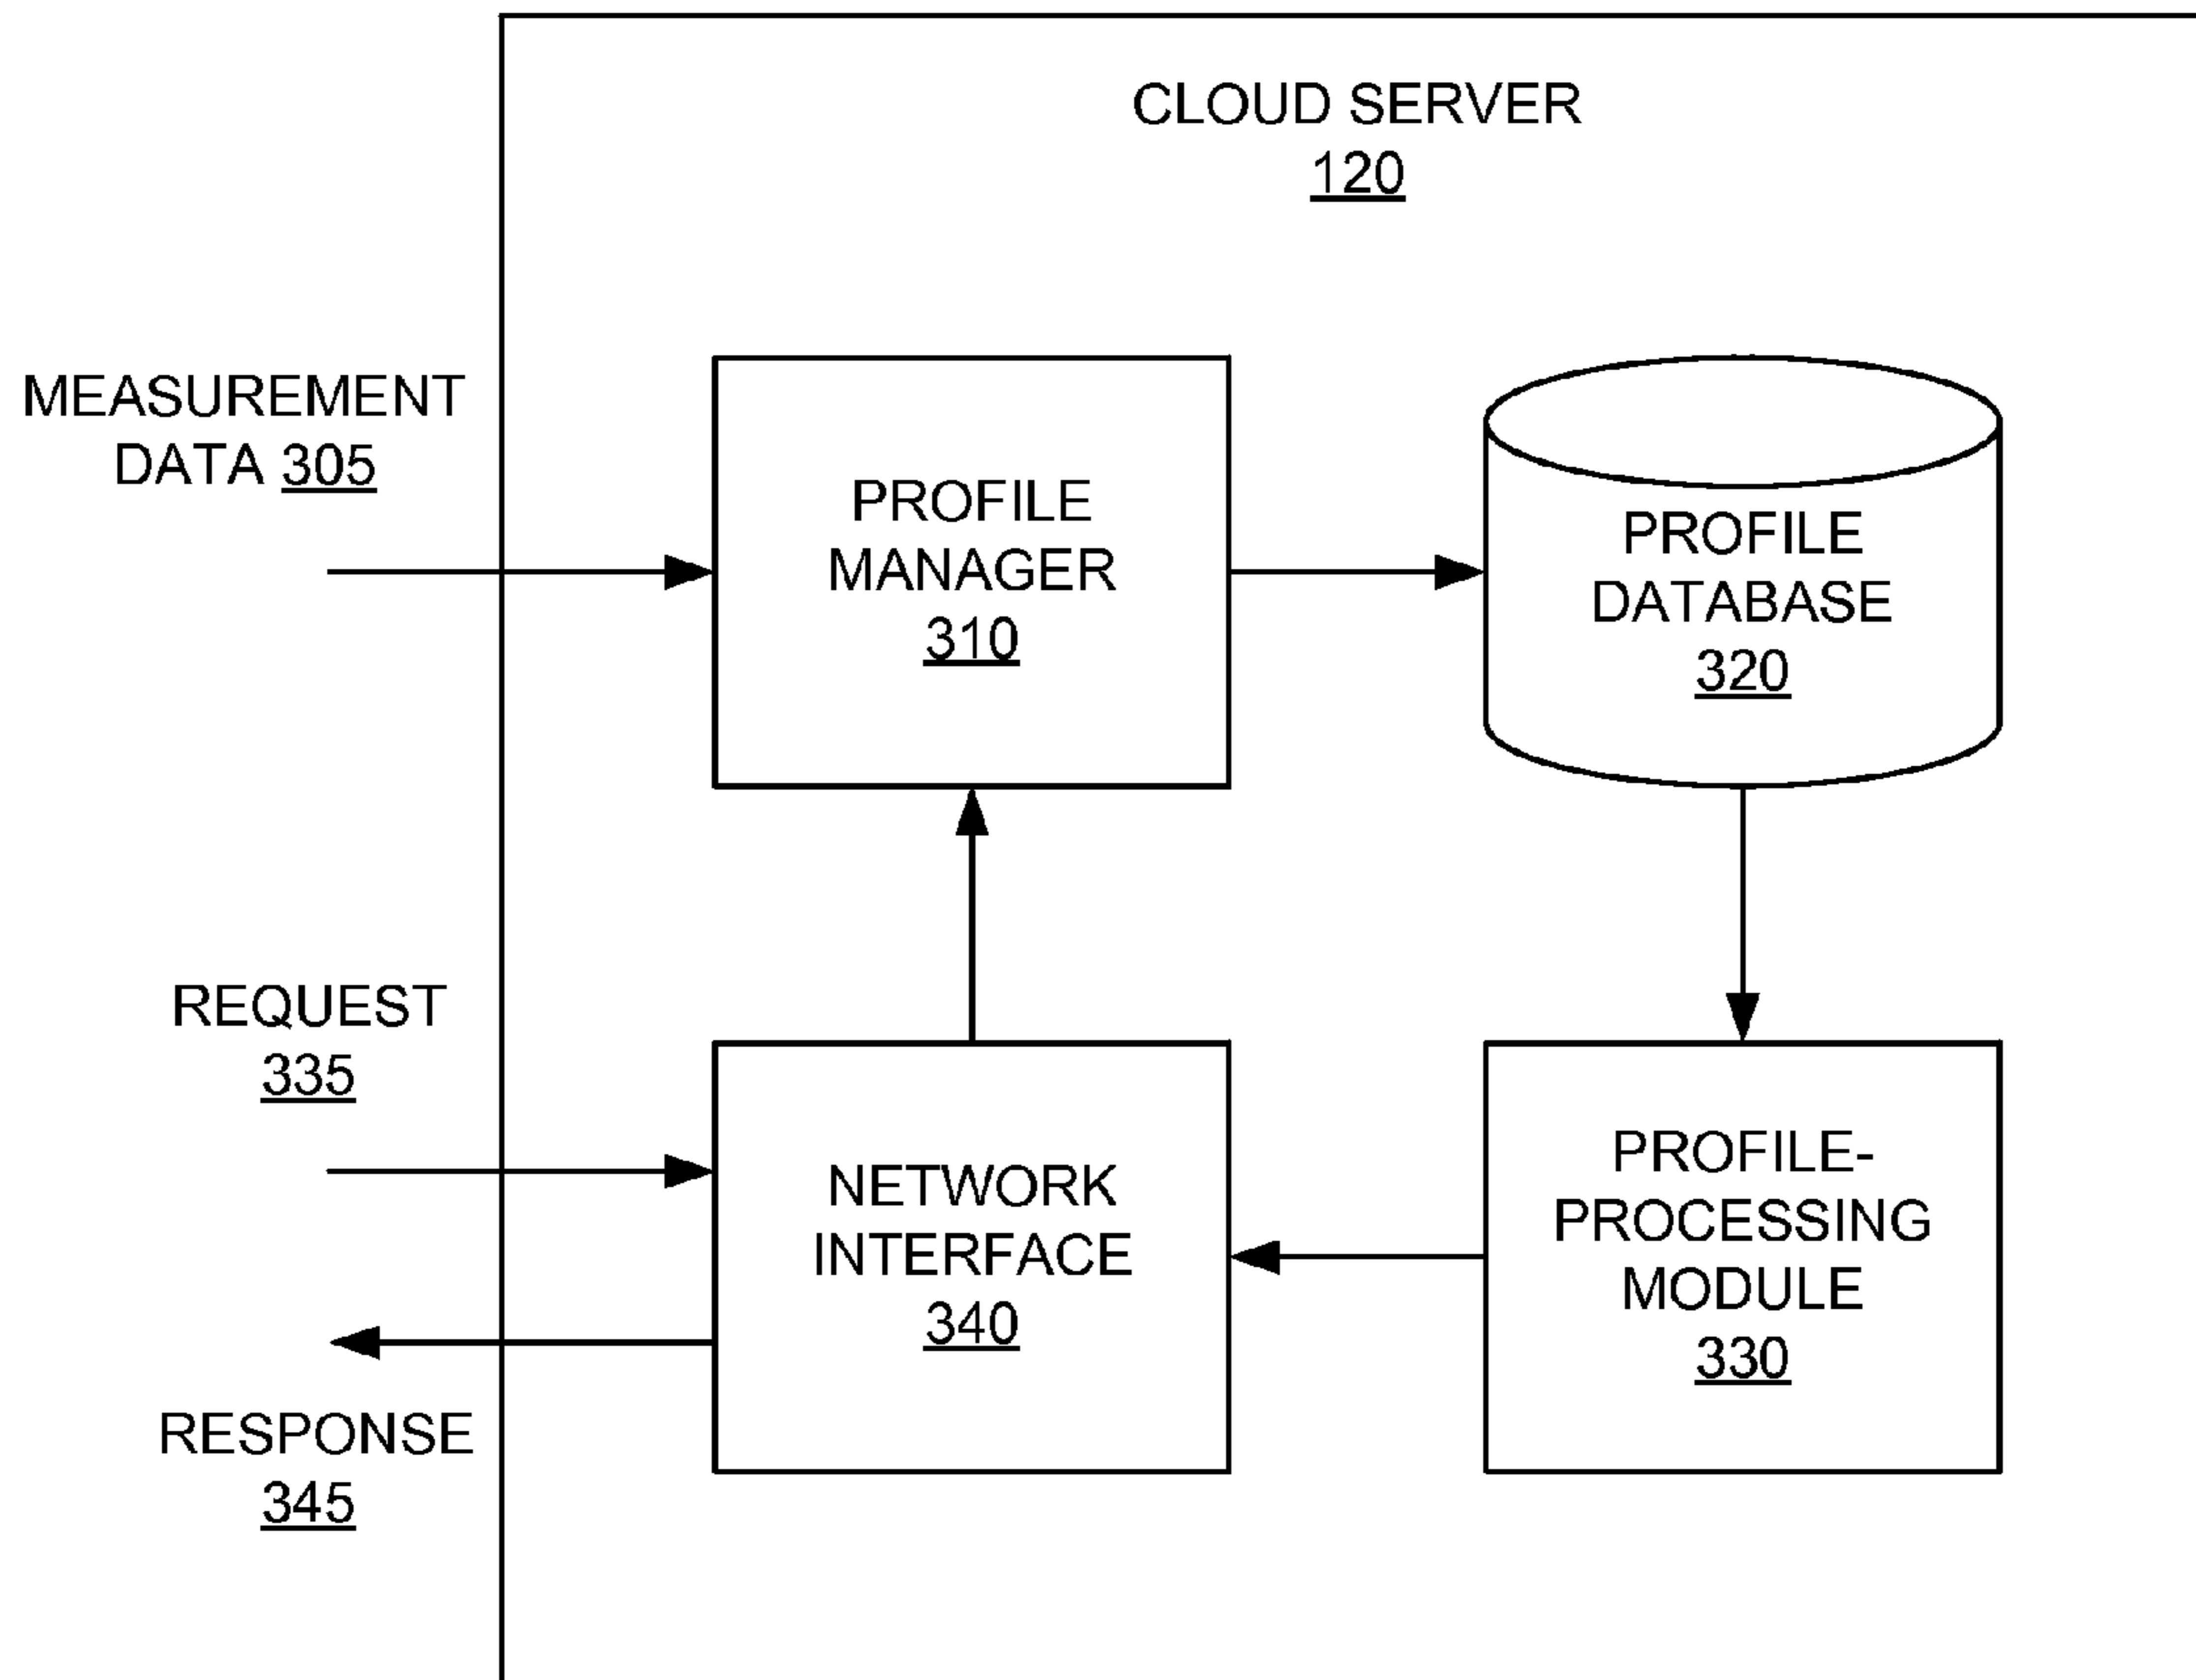 CLOUD SERVER
120
MEASUREMENT
DATA 305
PROFILE
MANAGER
310
PROFILE
DATABASE
320
REQUEST
335
NETWORK
INTERFACE
340
PROFILE-
PROCESSING
MODULE
330
RESPONSE
345